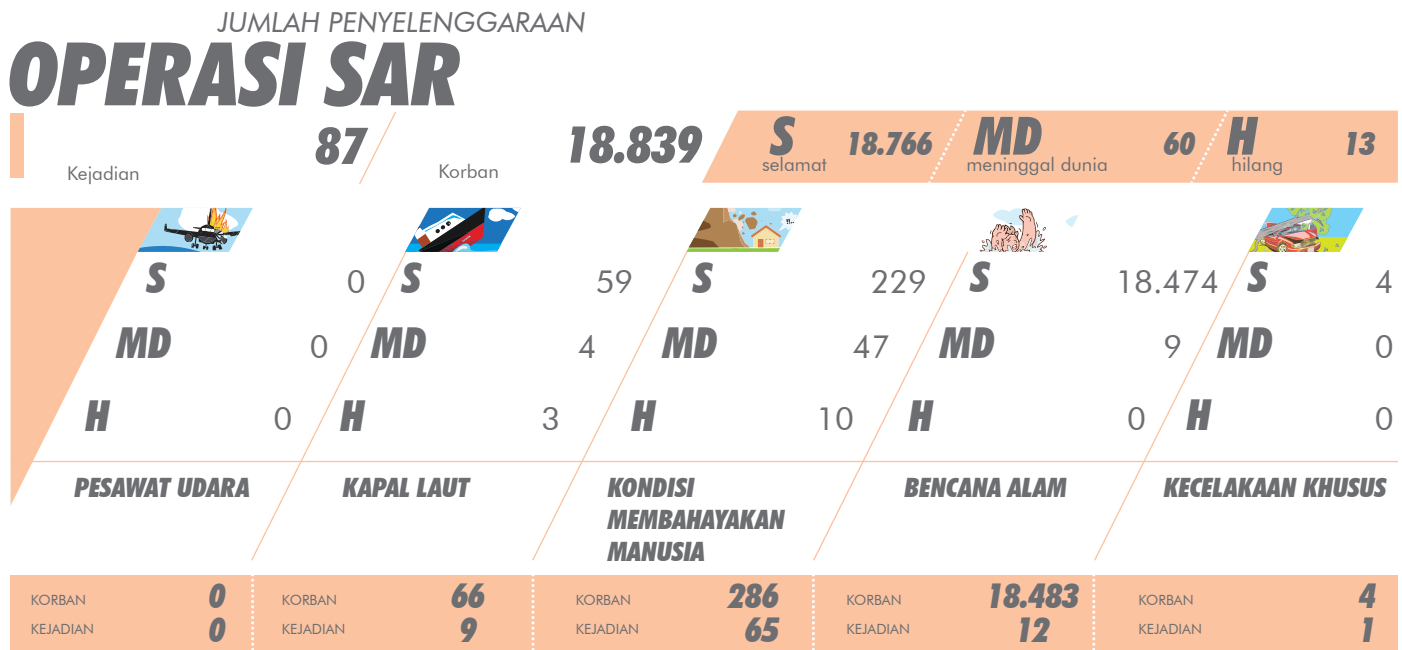 JUMLAH PENYELENGGARAAN
OPERASI SAR
Kejadian 87
Korban 18.839
S selamat 18.766
MD meninggal dunia 60
H hilang 13
!!..
S 0 S 59 S 229 S 18.474 S 4
MD 0 MD 4 MD 47 MD 9 MD 0
H 0 H 3 H 10 H 0 H 0
PESAWAT UDARA
KAPAL LAUT
KONDISI
MEMBAHAYAKAN
MANUSIA
BENCANA ALAM
KECELAKAAN KHUSUS
KORBAN 0 KORBAN 66 KORBAN 286 KORBAN 18.483 KORBAN 4
KEJADIAN 0 KEJADIAN 9 KEJADIAN 65 KEJADIAN 12 KEJADIAN 1